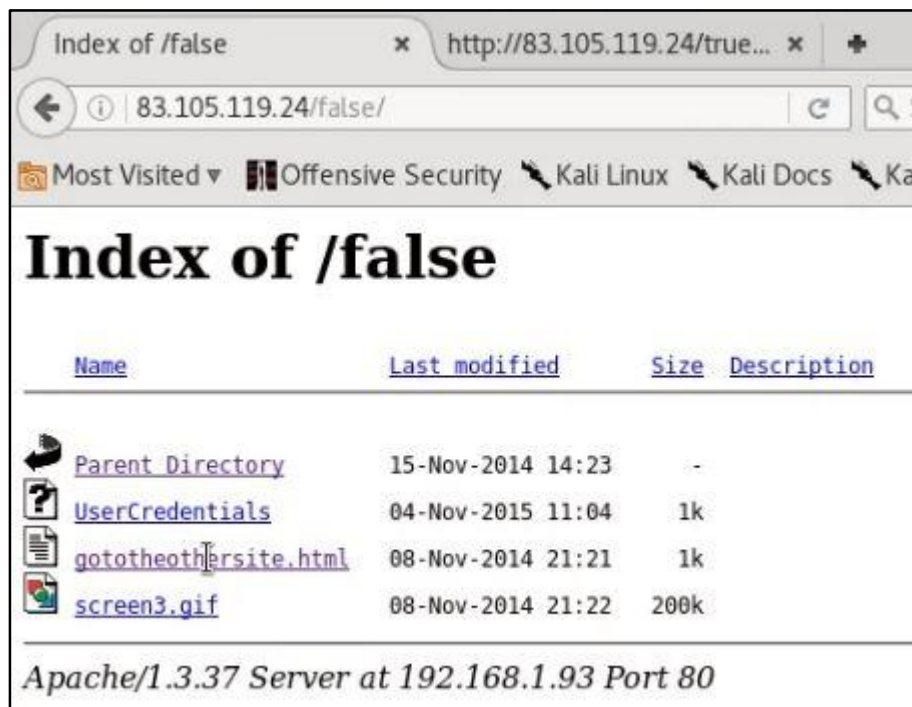 Index of /false × http://83.105.119.24/true... × +
83.105.119.24/false/
Most Visited Offensive Security Kali Linux Kali Docs Ka
Index of /false
Name Last modified Size Description
Parent Directory 15-Nov-2014 14:23 -
UserCredentials 04-Nov-2015 11:04 1k
gototheothersite.html 08-Nov-2014 21:21 1k
screen3.gif 08-Nov-2014 21:22 200k
Apache/1.3.37 Server at 192.168.1.93 Port 80